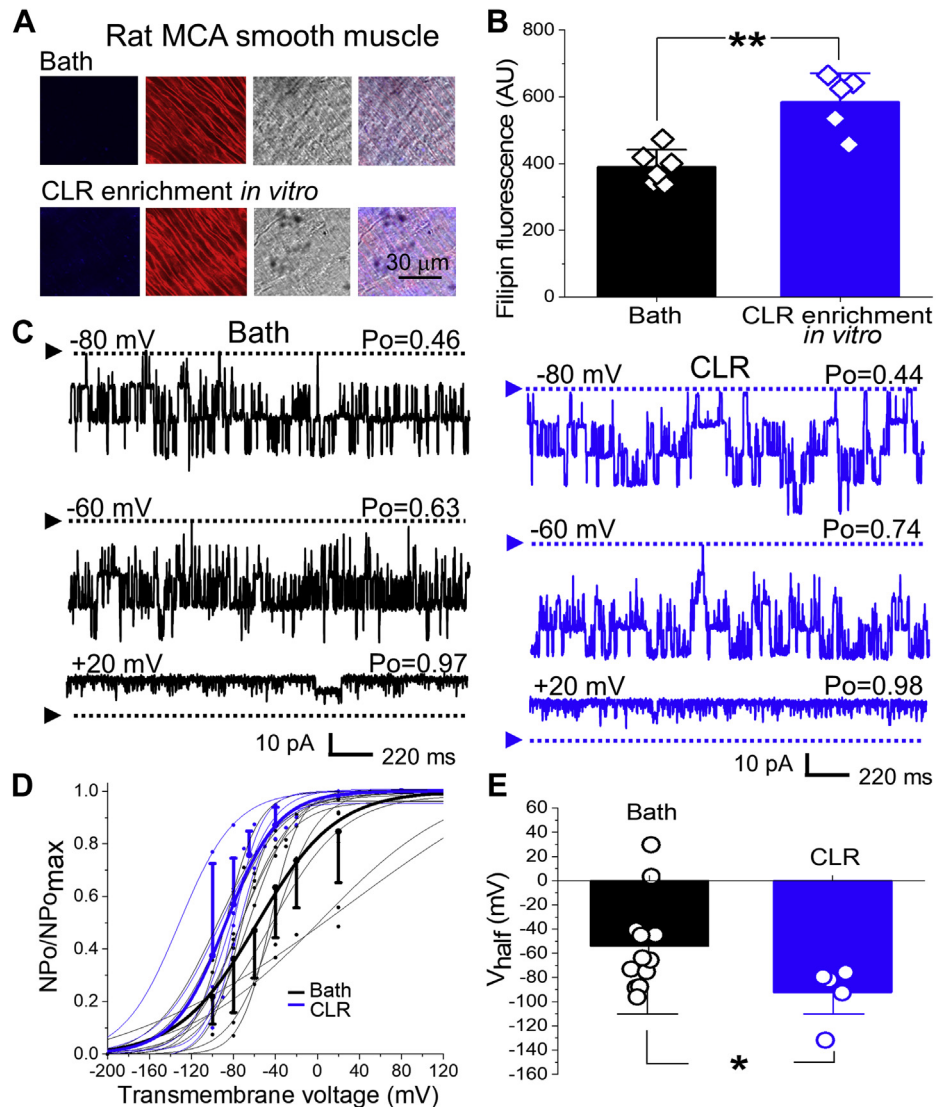 A
Rat MCA smooth muscle
Bath
CLR enrichment in vitro
30 μm
B
Filipin fluorescence (AU)
800
600
400
200
0
**
Bath
CLR enrichment
in vitro
C
Bath
-80 mV
Po=0.46
-60 mV
Po=0.63
+20 mV
Po=0.97
10 pA
220 ms
CLR
-80 mV
Po=0.44
-60 mV
Po=0.74
+20 mV
Po=0.98
10 pA
220 ms
D
NPo/NPomax
1.0
0.8
0.6
0.4
0.2
0.0
Bath
CLR
-200 -160 -120 -80 -40 0 40 80 120
Transmembrane voltage (mV)
E
Vhalf (mV)
60
40
20
0
-20
-40
-60
-80
-100
-120
-140
-160
Bath
CLR
*